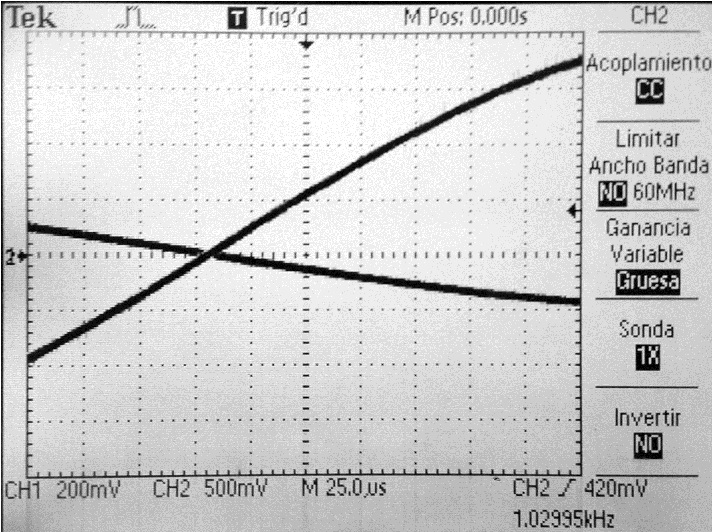 Tek T Trig'd M Pos: 0.000s CH2
Acoplamiento
CC
Limitar
Ancho Banda
NO 60MHz
Ganancia
Variable
Gruesa
2
Sonda
1X
Invertir
NO
CH1 200mV CH2 500mV M 25.0µs CH2 420mV
1.02995kHz